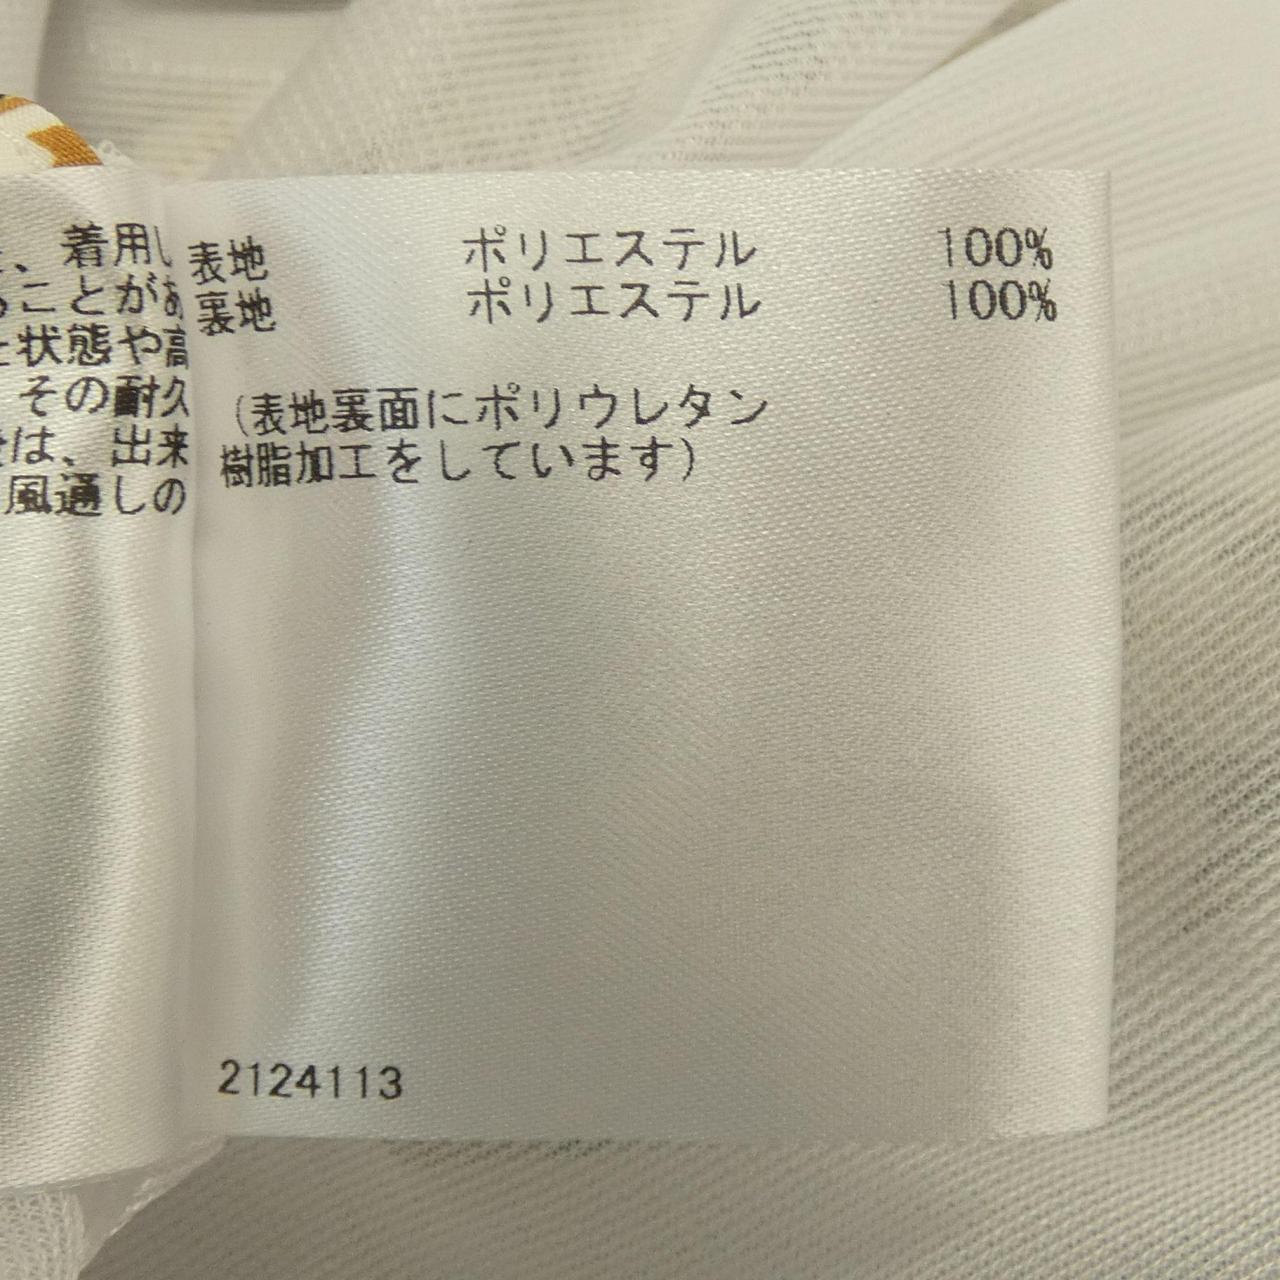 、着用し
ことがあ
状態や高
その耐久
は、出来
風通しの
表地 ポリエステル 100%
裏地 ポリエステル 100%
(表地裏面にポリウレタン
樹脂加工をしています)
2124113